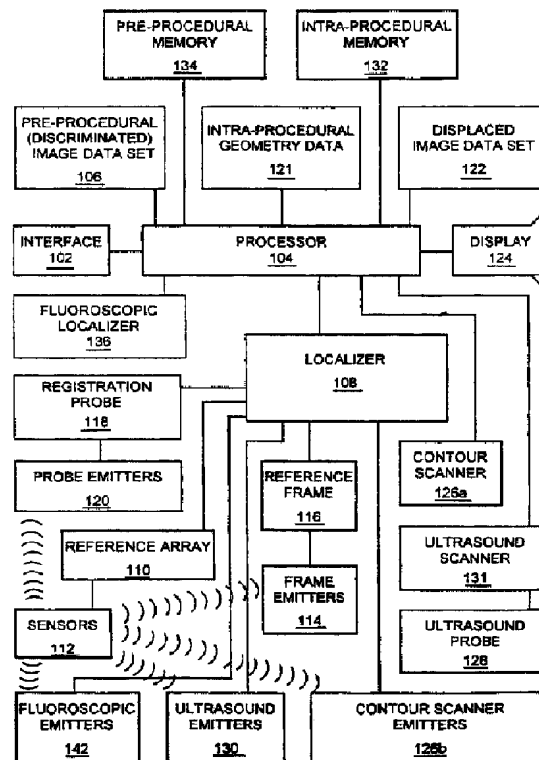 PRE-PROCEDURAL
MEMORY
134
INTRA-PROCEDURAL
MEMORY
132
PRE-PROCEDURAL
(DISCRIMINATED)
IMAGE DATA SET
106
INTRA-PROCEDURAL
GEOMETRY DATA
121
DISPLACED
IMAGE DATA SET
122
INTERFACE
102
PROCESSOR
104
DISPLAY
124
FLUOROSCOPIC
LOCALIZER
136
LOCALIZER
108
REGISTRATION
PROBE
118
PROBE EMITTERS
120
REFERENCE
FRAME
116
CONTOUR
SCANNER
126a
REFERENCE ARRAY
110
FRAME
EMITTERS
114
ULTRASOUND
SCANNER
131
SENSORS
112
ULTRASOUND
PROBE
128
FLUOROSCOPIC
EMITTERS
142
ULTRASOUND
EMITTERS
130
CONTOUR SCANNER
EMITTERS
126b